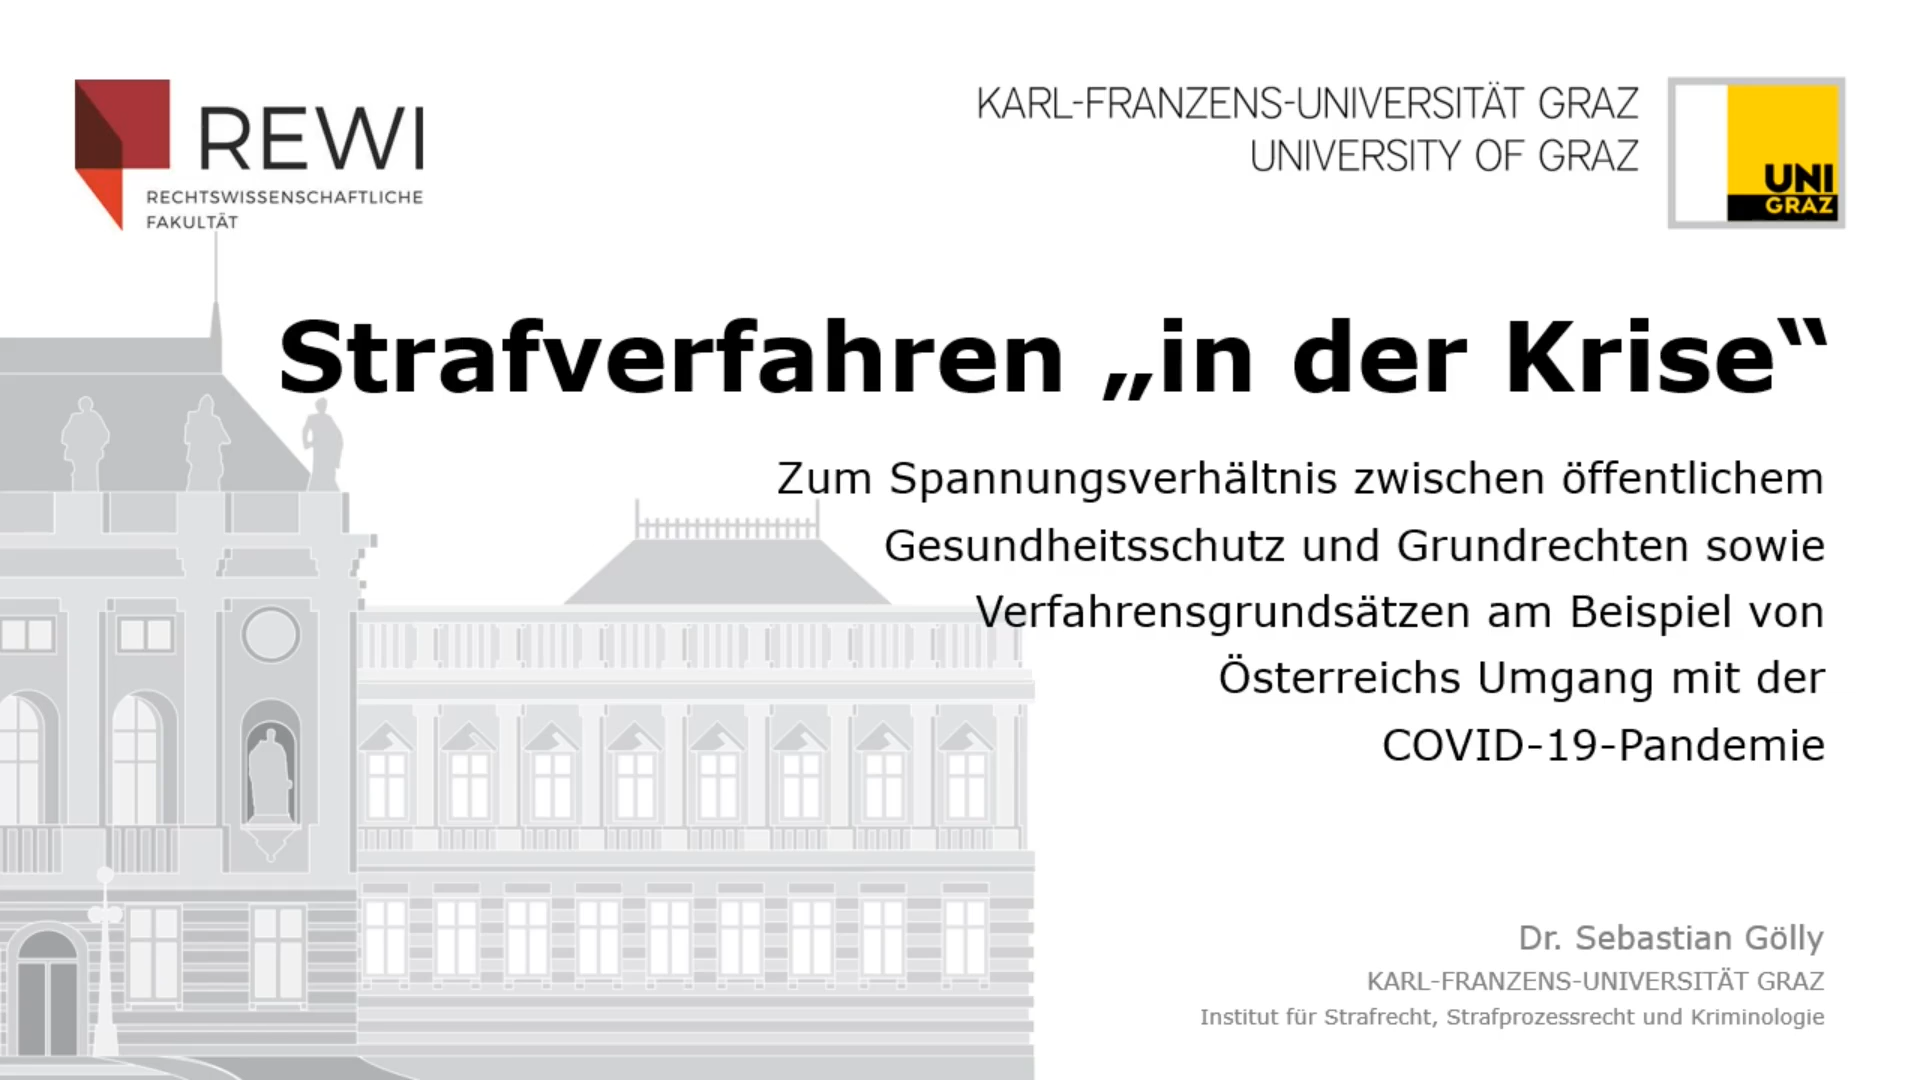 REWI
RECHTSWISSENSCHAFTLICHE
FAKULTÄT
KARL-FRANZENS-UNIVERSITÄT GRAZ
UNIVERSITY OF GRAZ
UNI
GRAZ
Strafverfahren „in der Krise“
Zum Spannungsverhältnis zwischen öffentlichem
Gesundheitsschutz und Grundrechten sowie
Verfahrensgrundsätzen am Beispiel von
Österreichs Umgang mit der
COVID-19-Pandemie
Dr. Sebastian Gölly
KARL-FRANZENS-UNIVERSITÄT GRAZ
Institut für Strafrecht, Strafprozessrecht und Kriminologie